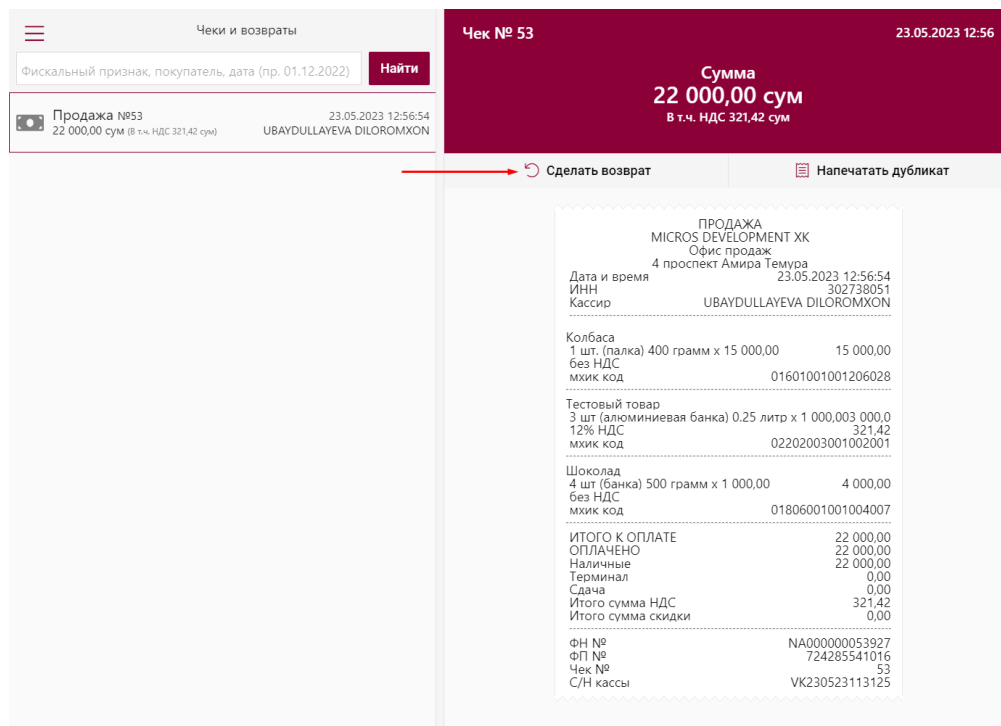 Чеки и возвраты
Фискальный признак, покупатель, дата (пр. 01.12.2022) Найти
Продажа №53 23.05.2023 12:56:54
22 000,00 сум (В т.ч. НДС 321,42 сум) UBAYDULLAYEVA DILOROMXON
Чек № 53 23.05.2023 12:56
Сумма
22 000,00 сум
В т.ч. НДС 321,42 сум
Сделать возврат Напечатать дубликат
ПРОДАЖА
MICROS DEVELOPMENT XK
Офис продаж
4 проспект Амира Темура
Дата и время 23.05.2023 12:56:54
ИНН 302738051
Кассир UBAYDULLAYEVA DILOROMXON
Колбаса
1 шт. (палка) 400 грамм x 15 000,00 15 000,00
без НДС
мхик код 01601001001206028
Тестовый товар
3 шт (алюминиевая банка) 0.25 литр x 1 000,003 000,0
12% НДС 321,42
мхик код 02202003001002001
Шоколад
4 шт (банка) 500 грамм x 1 000,00 4 000,00
без НДС
мхик код 01806001001004007
ИТОГО К ОПЛАТЕ 22 000,00
ОПЛАЧЕНО 22 000,00
Наличные 22 000,00
Терминал 0,00
Сдача 0,00
Итого сумма НДС 321,42
Итого сумма скидки 0,00
ФН № NA000000053927
ФП № 724285541016
Чек № 53
С/Н кассы VK230523113125